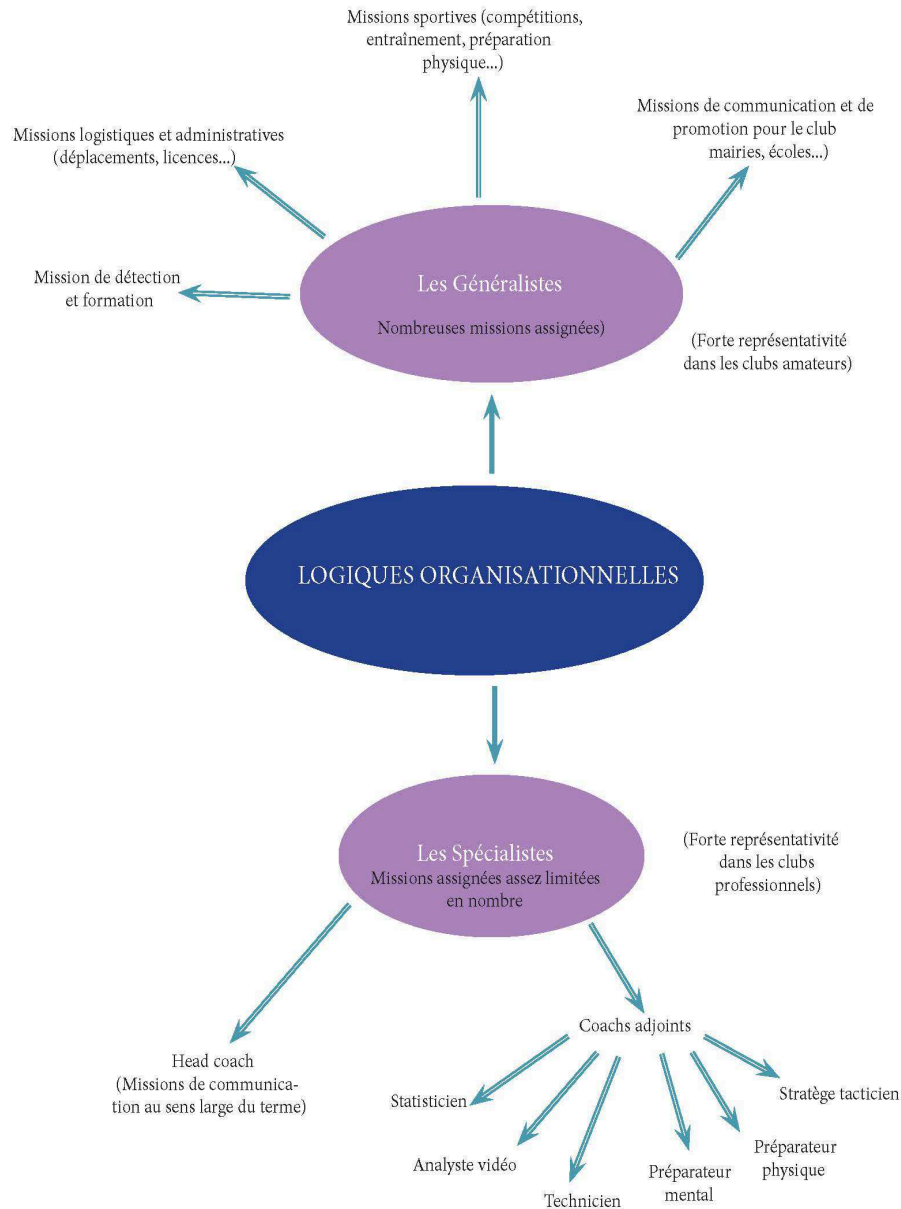 Missions sportives (compétitions,
entraînement, préparation
physique...)
Missions de communication et de
promotion pour le club
mairies, écoles...)
Missions logistiques et administratives
(déplacements, licences...)
Mission de détection
et formation
Les Généralistes
Nombreuses missions assignées)
(Forte représentativité
dans les clubs amateurs)
LOGIQUES ORGANISATIONNELLES
Les Spécialistes
Missions assignées assez limitées
en nombre
(Forte représentativité
dans les clubs
professionnels)
Head coach
(Missions de communica-
tion au sens large du terme)
Coachs adjoints
Statisticien
Analyste vidéo
Technicien
Préparateur
mental
Préparateur
physique
Stratège tacticien